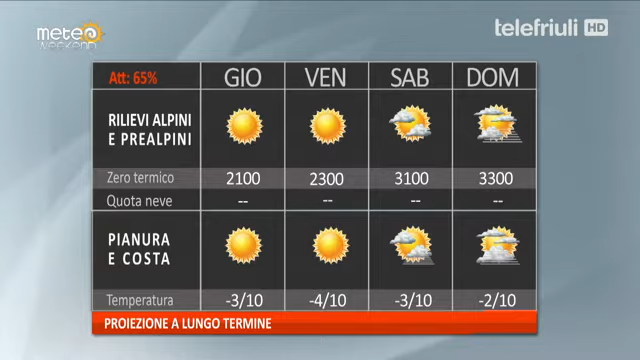 meteo
WEEKEND
telefriuli HD
Att: 65% GIO VEN SAB DOM
RILIEVI ALPINI
E PREALPINI
Zero termico 2100 2300 3100 3300
Quota neve -- -- -- --
PIANURA
E COSTA
Temperatura -3/10 -4/10 -3/10 -2/10
PROIEZIONE A LUNGO TERMINE